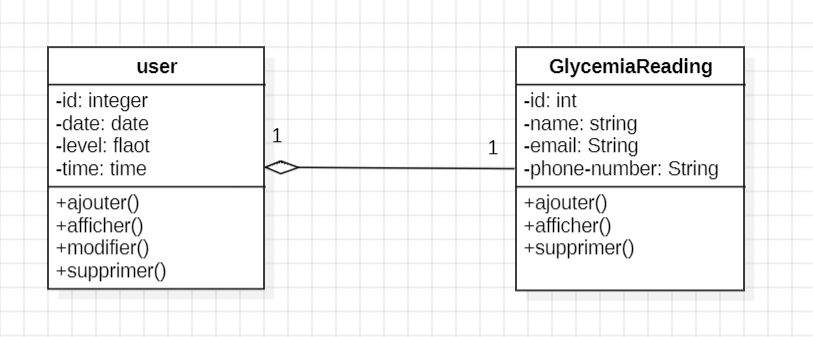 user
-id: integer
-date: date
-level: flaot
-time: time
+ajouter()
+afficher()
+modifier()
+supprimer()
1
1
GlycemiaReading
-id: int
-name: string
-email: String
-phone-number: String
+ajouter()
+afficher()
+supprimer()